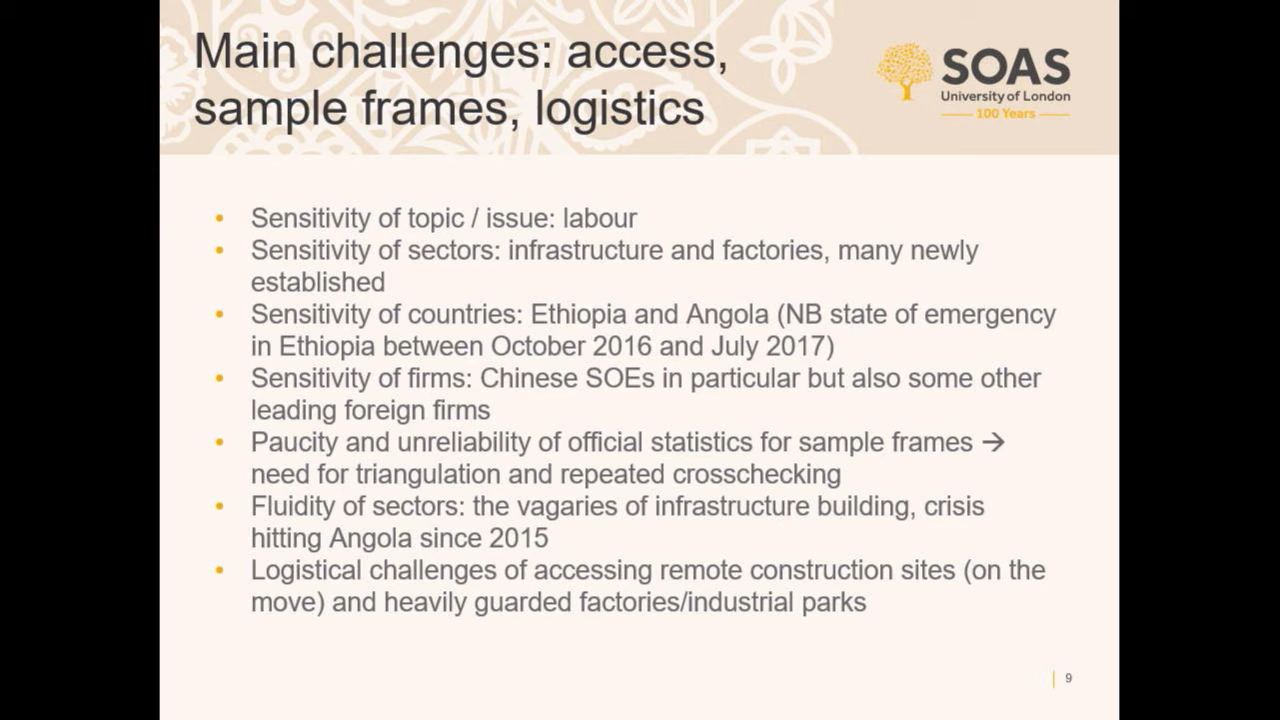 Main challenges: access,
sample frames, logistics
SOAS
University of London
100 Years
• Sensitivity of topic / issue: labour
• Sensitivity of sectors: infrastructure and factories, many newly
established
• Sensitivity of countries: Ethiopia and Angola (NB state of emergency
in Ethiopia between October 2016 and July 2017)
• Sensitivity of firms: Chinese SOEs in particular but also some other
leading foreign firms
• Paucity and unreliability of official statistics for sample frames →
need for triangulation and repeated crosschecking
• Fluidity of sectors: the vagaries of infrastructure building, crisis
hitting Angola since 2015
• Logistical challenges of accessing remote construction sites (on the
move) and heavily guarded factories/industrial parks
9